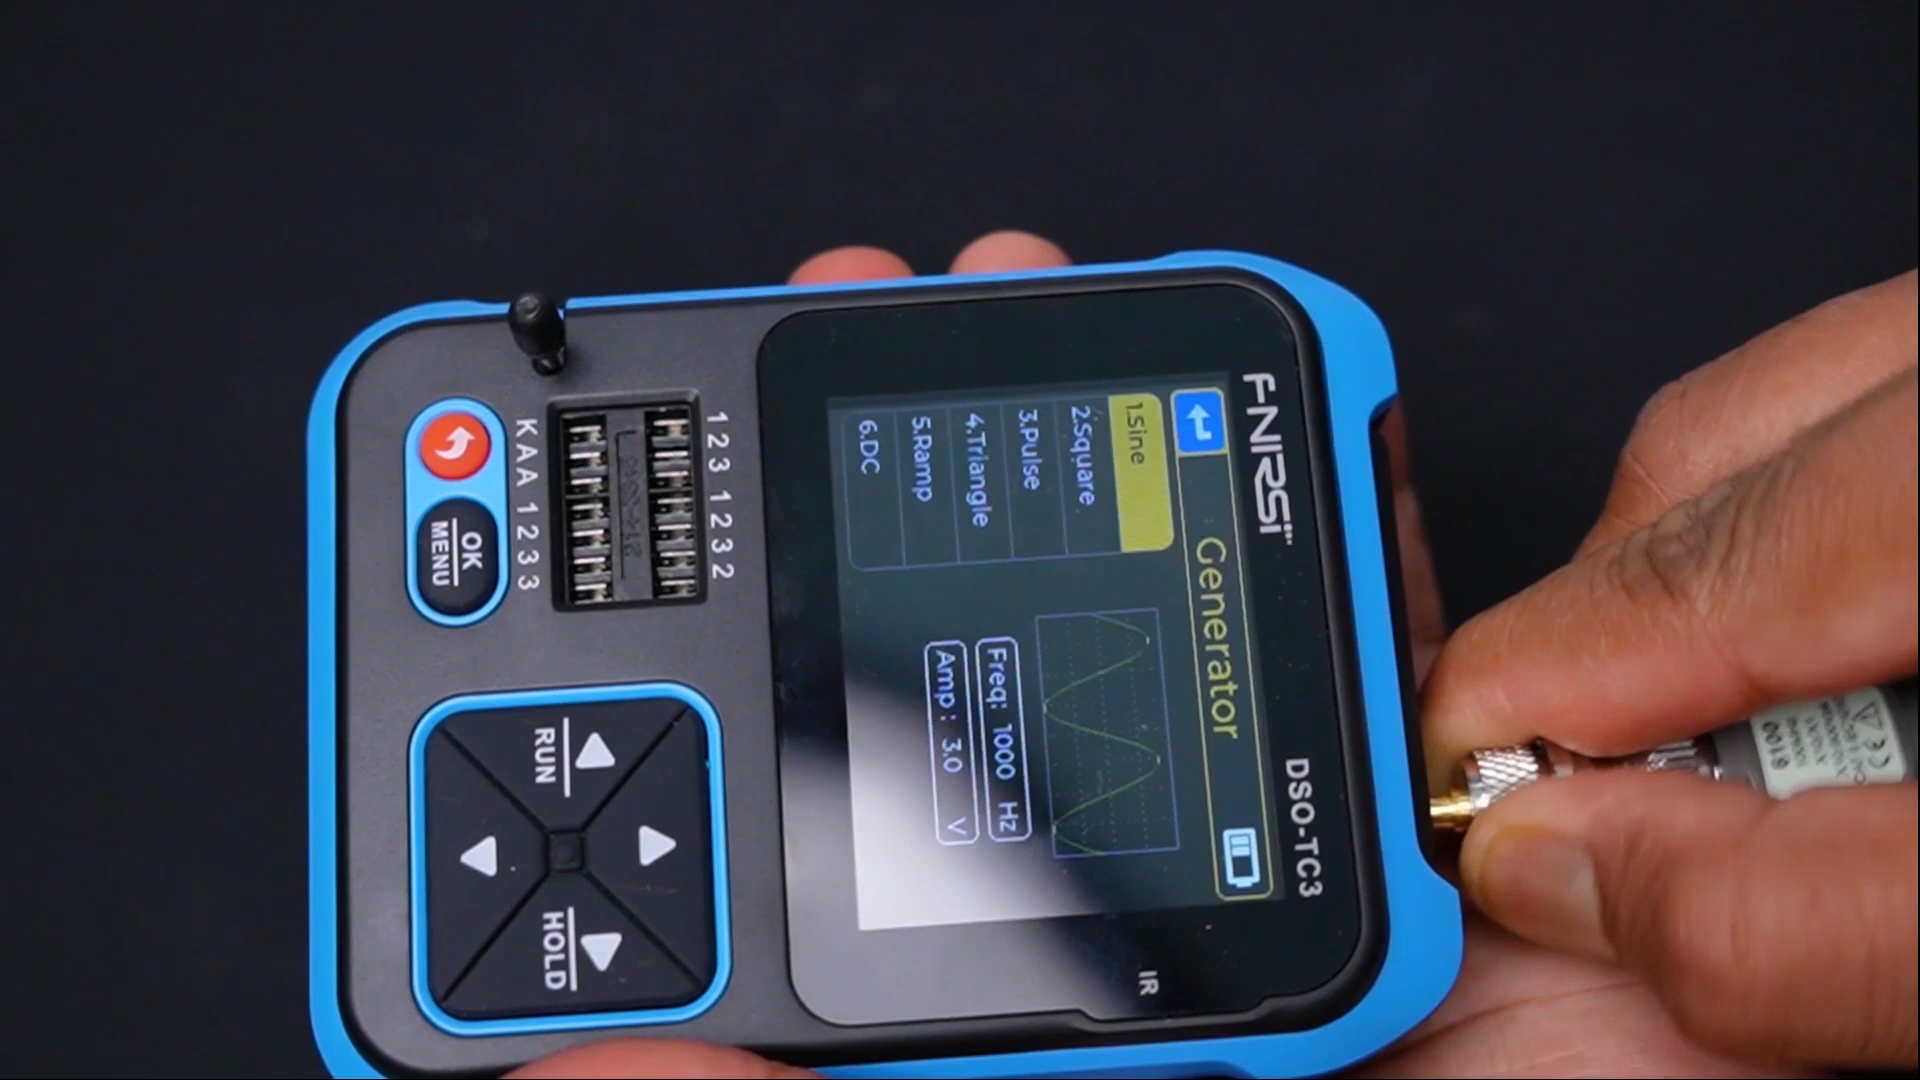 FNIRSI
DSO-TC3
Generator
1.Sine
2.Square
3.Pulse
4.Triangle
5.Ramp
6.DC
Freq: 1000 Hz
Amp: 3.0 V
IR
1 2 3 1 2 3 2
K A A 1 2 3 3
OK
MENU
RUN
HOLD
6100